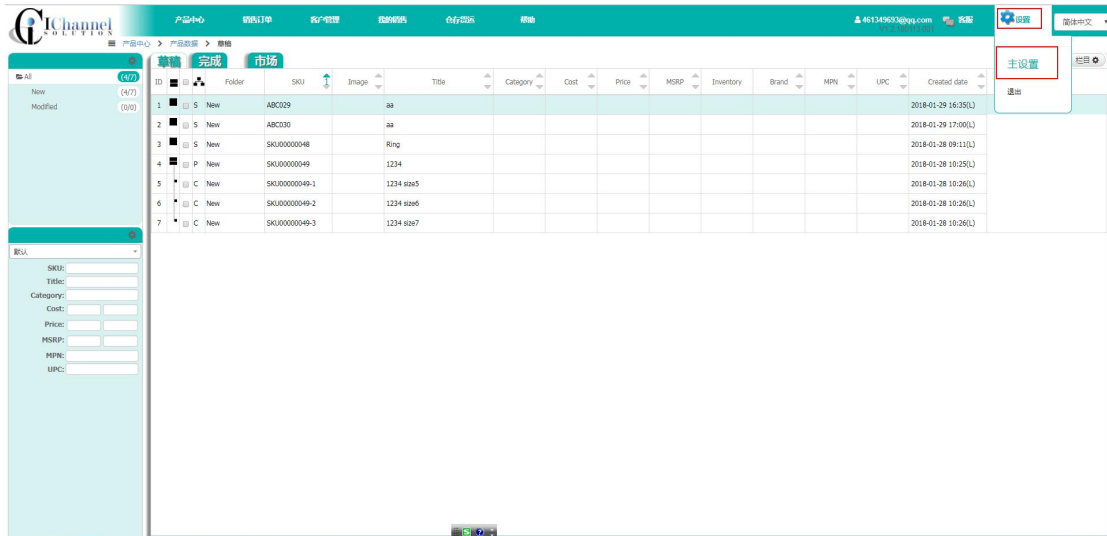 GIChannel
SOLUTION
产品中心 销售订单 客户管理 我的销售 仓存货运 帮助 461349693@qq.com 客服 设置 简体中文
产品中心 > 产品数据 > 草稿
主设置
退出
栏目
草稿 完成 市场
All (4/7)
New (4/7)
Modified (0/0)
ID Folder SKU 1 Image Title Category Cost Price MSRP Inventory Brand MPN UPC Created date
1 S New ABC029 aa 2018-01-29 16:35(L)
2 S New ABC030 aa 2018-01-29 17:00(L)
3 S New SKU00000048 Ring 2018-01-28 09:11(L)
4 P New SKU00000049 1234 2018-01-28 10:25(L)
5 C New SKU00000049-1 1234 size5 2018-01-28 10:26(L)
6 C New SKU00000049-2 1234 size6 2018-01-28 10:26(L)
7 C New SKU00000049-3 1234 size7 2018-01-28 10:26(L)
默认
SKU:
Title:
Category:
Cost:
Price:
MSRP:
MPN:
UPC: